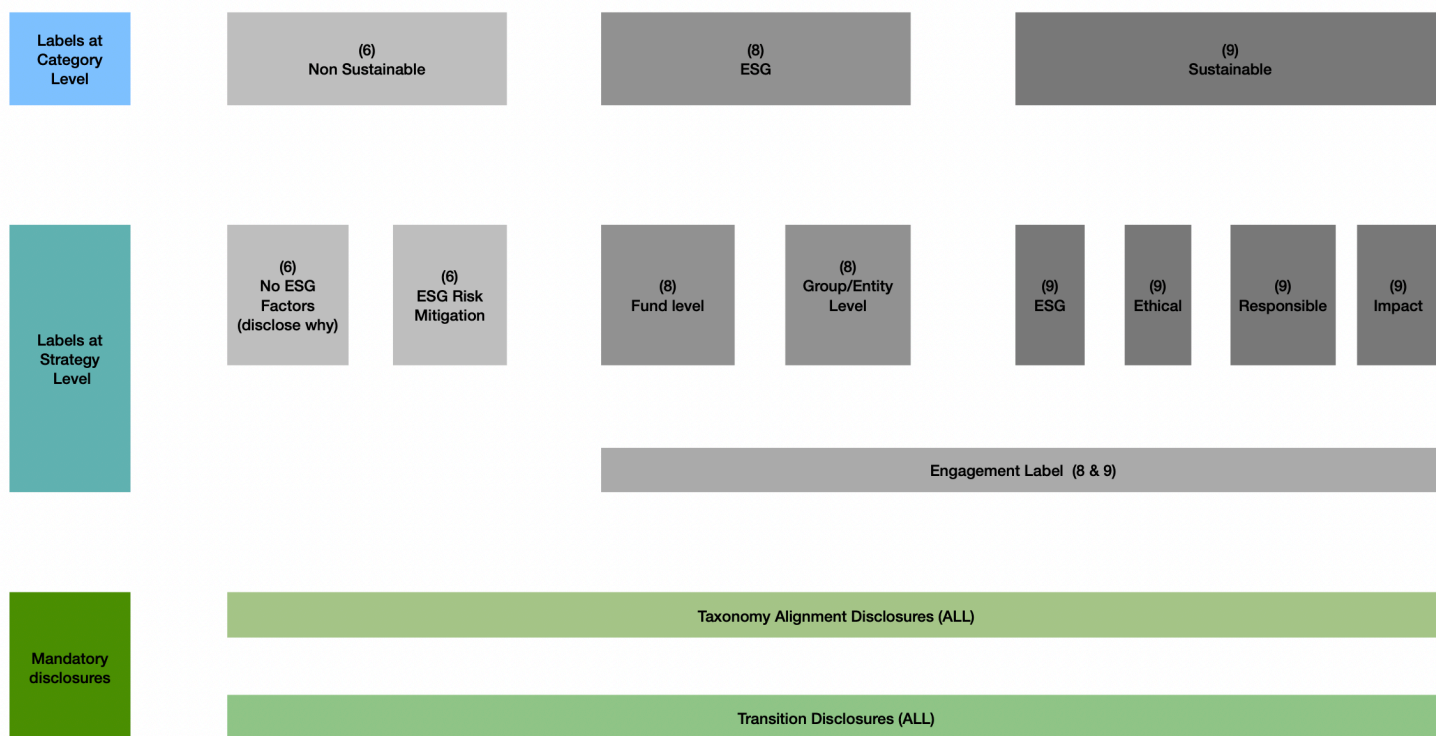 Labels at
Category
Level
(6)
Non Sustainable
(8)
ESG
(9)
Sustainable
Labels at
Strategy
Level
(6)
No ESG
Factors
(disclose why)
(6)
ESG Risk
Mitigation
(8)
Fund level
(8)
Group/Entity
Level
(9)
ESG
(9)
Ethical
(9)
Responsible
(9)
Impact
Engagement Label (8 & 9)
Mandatory
disclosures
Taxonomy Alignment Disclosures (ALL)
Transition Disclosures (ALL)